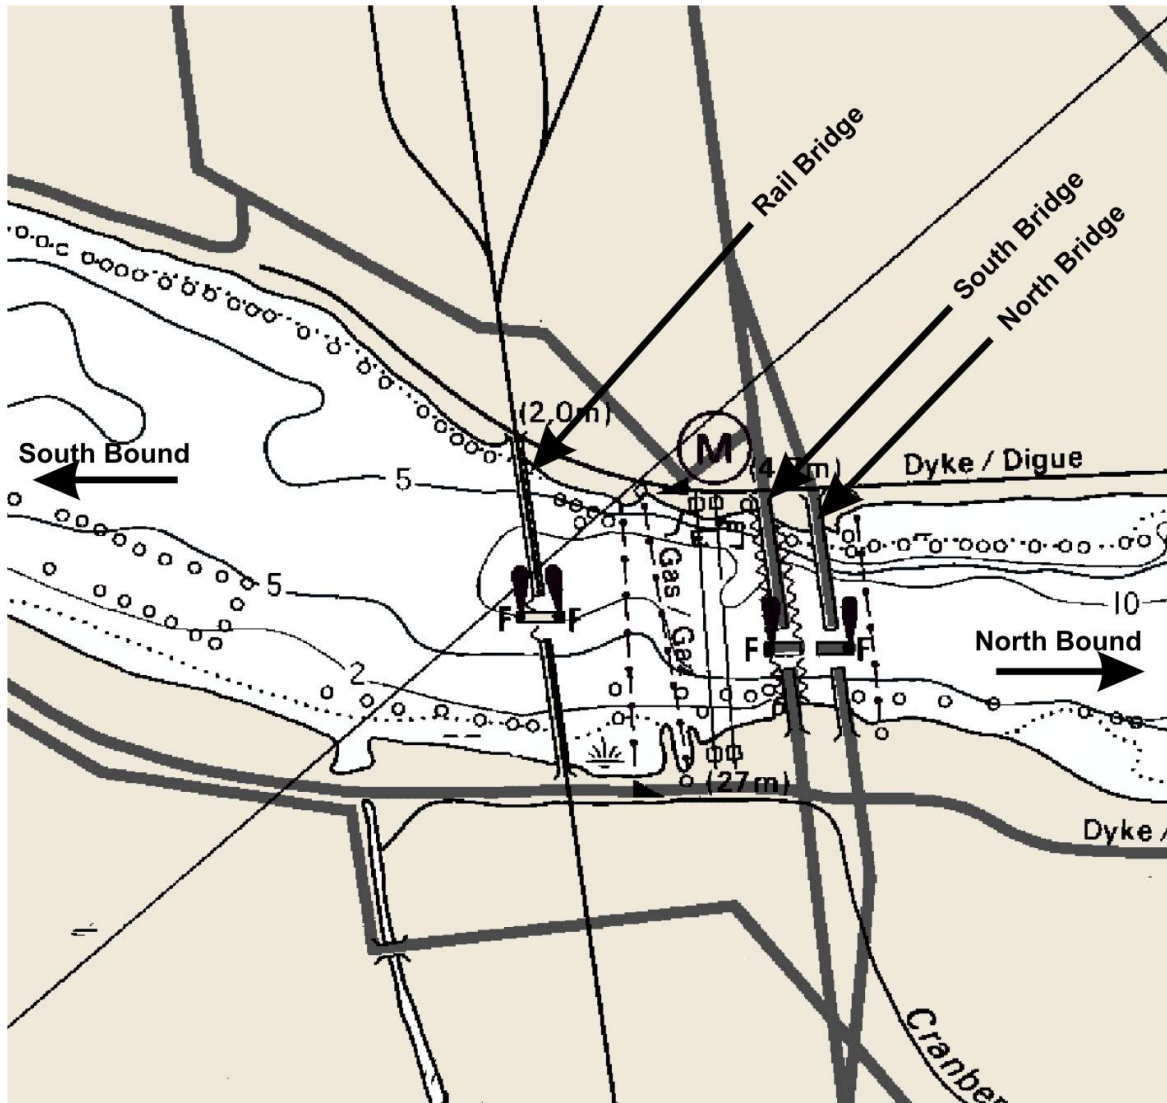 Rail Bridge
South Bridge
North Bridge
(2.0m)
M
Dyke / Digue
South Bound
5
5
10
Gas / Gaz
F
F
F
F
North Bound
2
(27m)
Dyke /